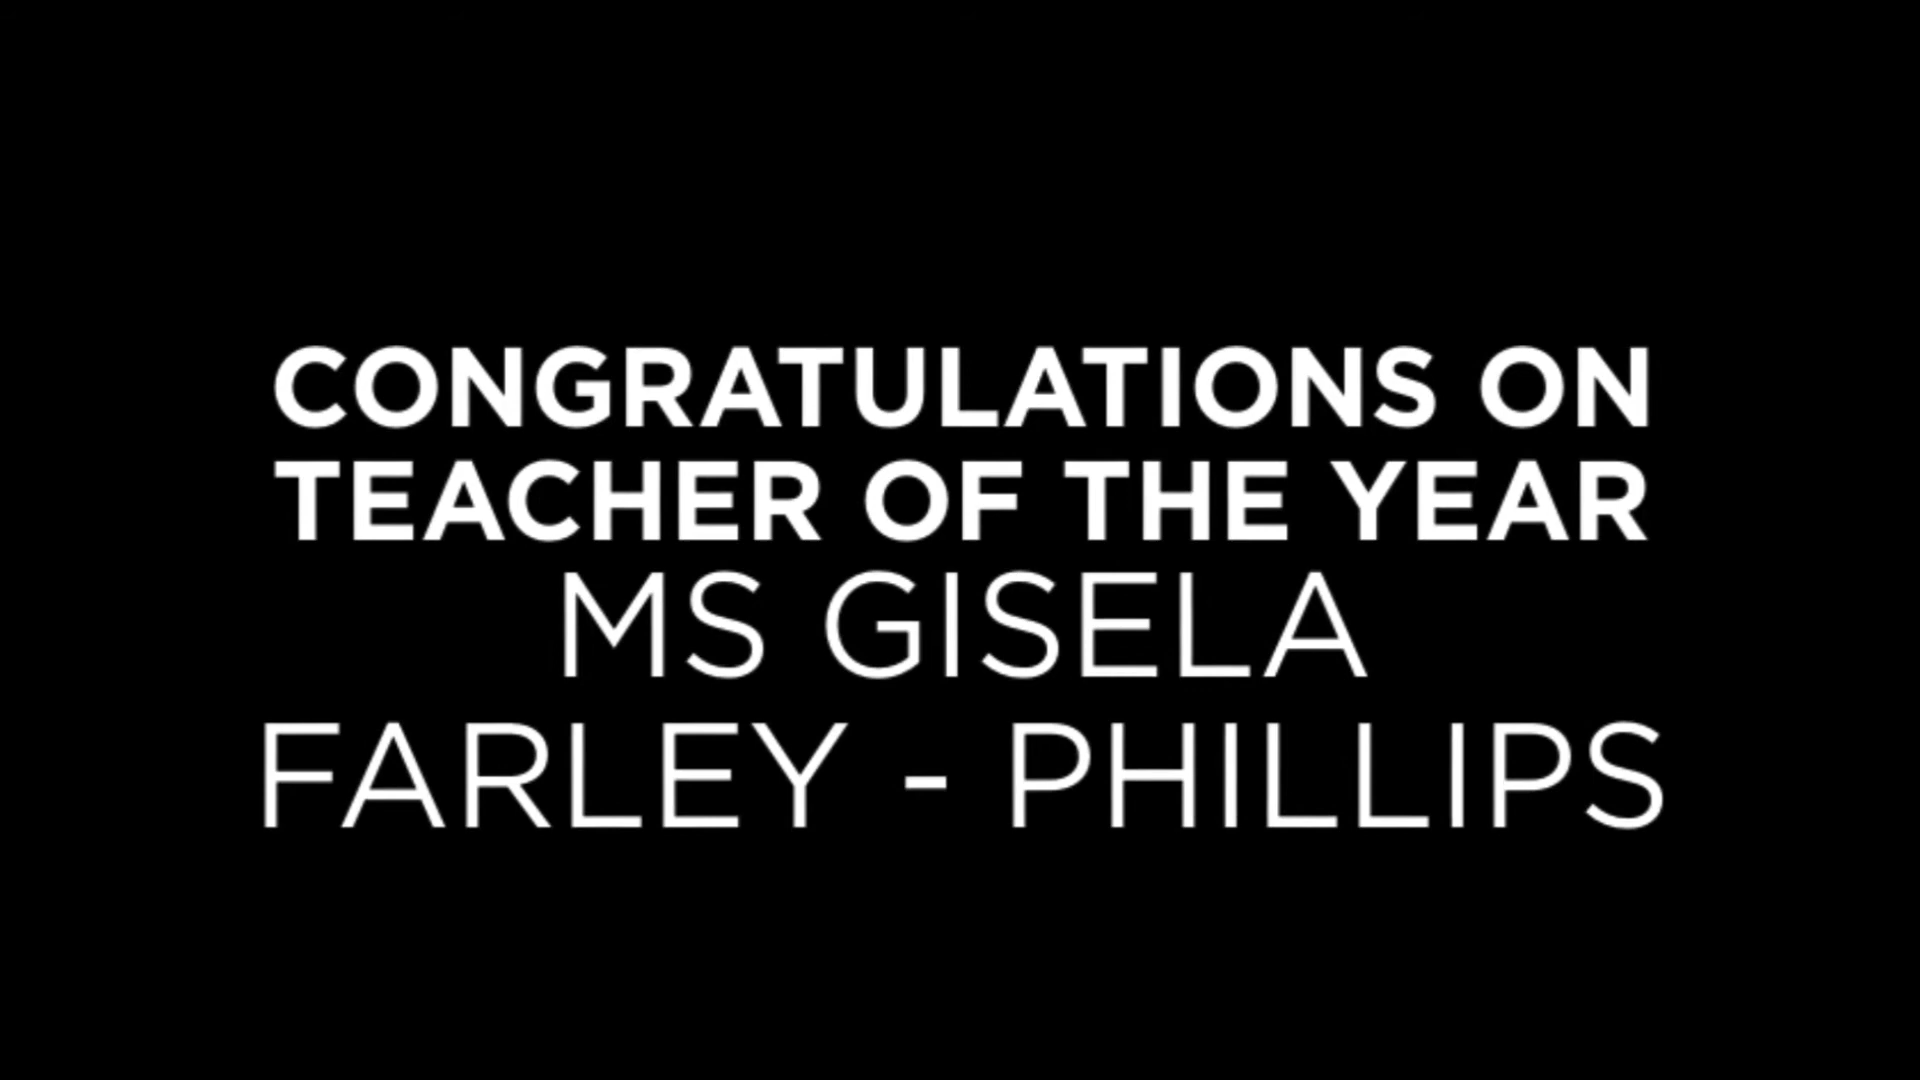 CONGRATULATIONS ON
TEACHER OF THE YEAR
MS GISELA
FARLEY - PHILLIPS